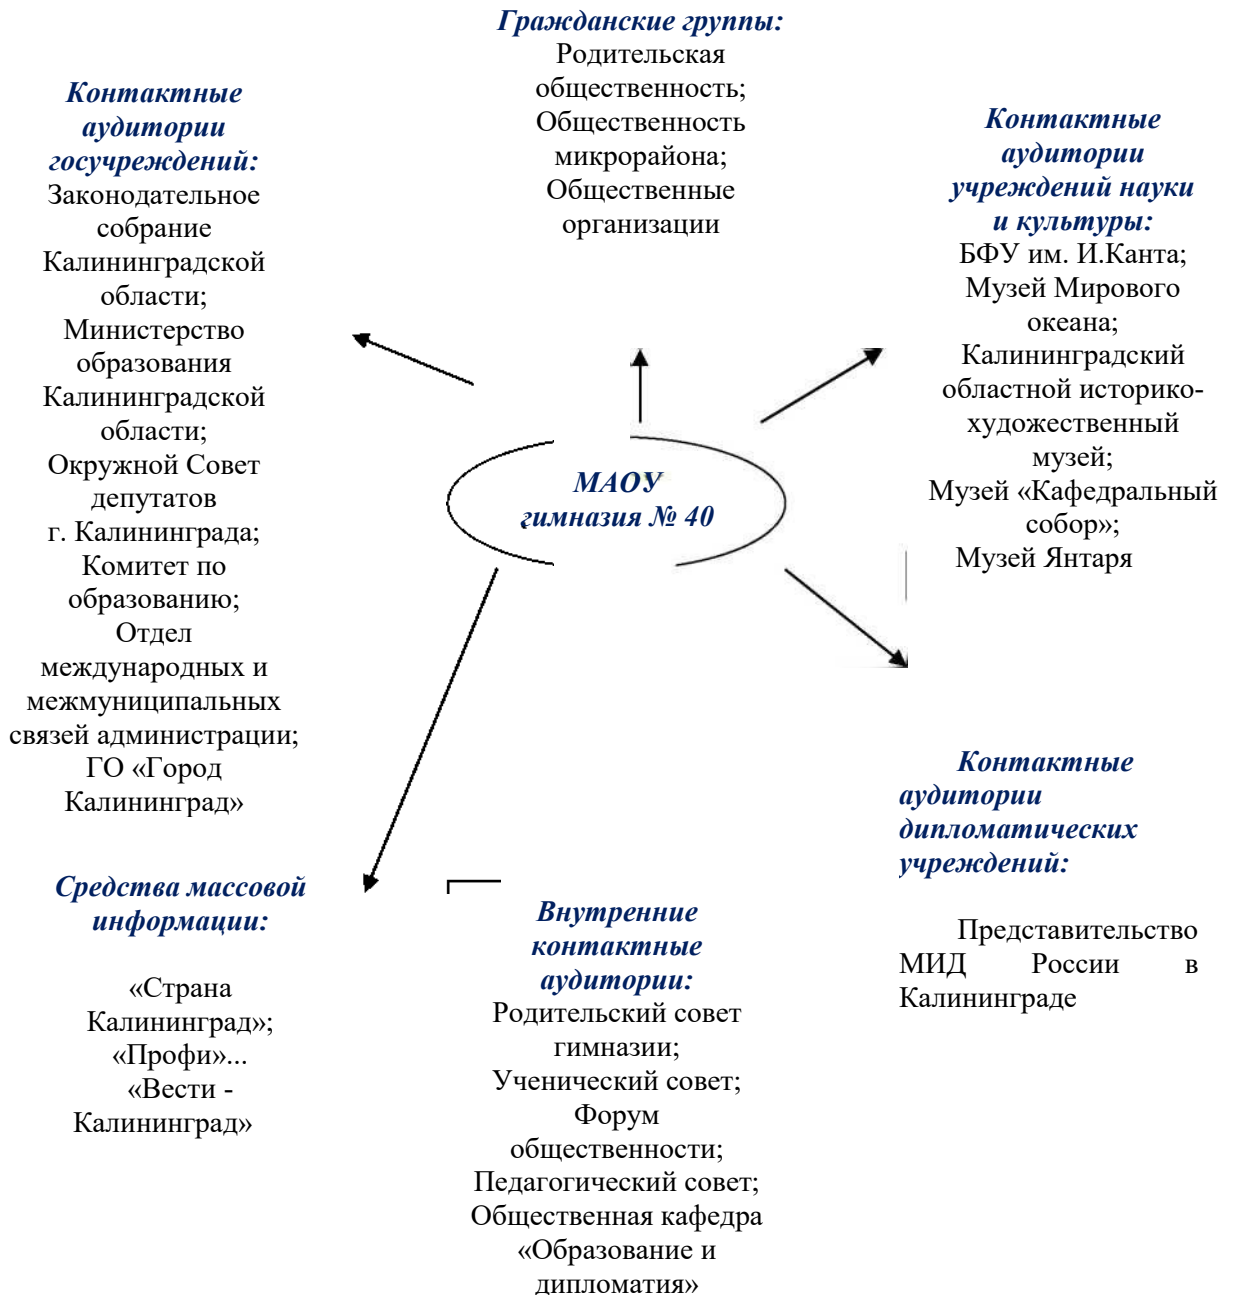 Гражданские группы:
Родительская
общественность;
Общественность
микрорайона;
Общественные
организации
Контактные
аудитории
госучреждений:
Законодательное
собрание
Калининградской
области;
Министерство
образования
Калининградской
области;
Окружной Совет
депутатов
г. Калининграда;
Комитет по
образованию;
Отдел
международных и
межмуниципальных
связей администрации;
ГО «Город
Калининград»
Контактные
аудитории
учреждений науки
и культуры:
БФУ им. И.Канта;
Музей Мирового
океана;
Калининградский
областной историко-
художественный
музей;
Музей «Кафедральный
собор»;
Музей Янтаря
МАОУ
гимназия № 40
Контактные
аудитории
дипломатических
учреждений:
Представительство
МИД России в
Калининграде
Средства массовой
информации:
«Страна
Калининград»;
«Профи»...
«Вести -
Калининград»
Внутренние
контактные
аудитории:
Родительский совет
гимназии;
Ученический совет;
Форум
общественности;
Педагогический совет;
Общественная кафедра
«Образование и
дипломатия»